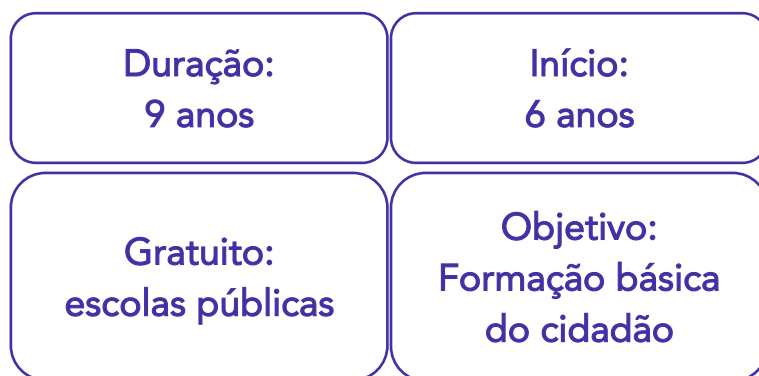 Duração:
9 anos
Início:
6 anos
Gratuito:
escolas públicas
Objetivo:
Formação básica
do cidadão